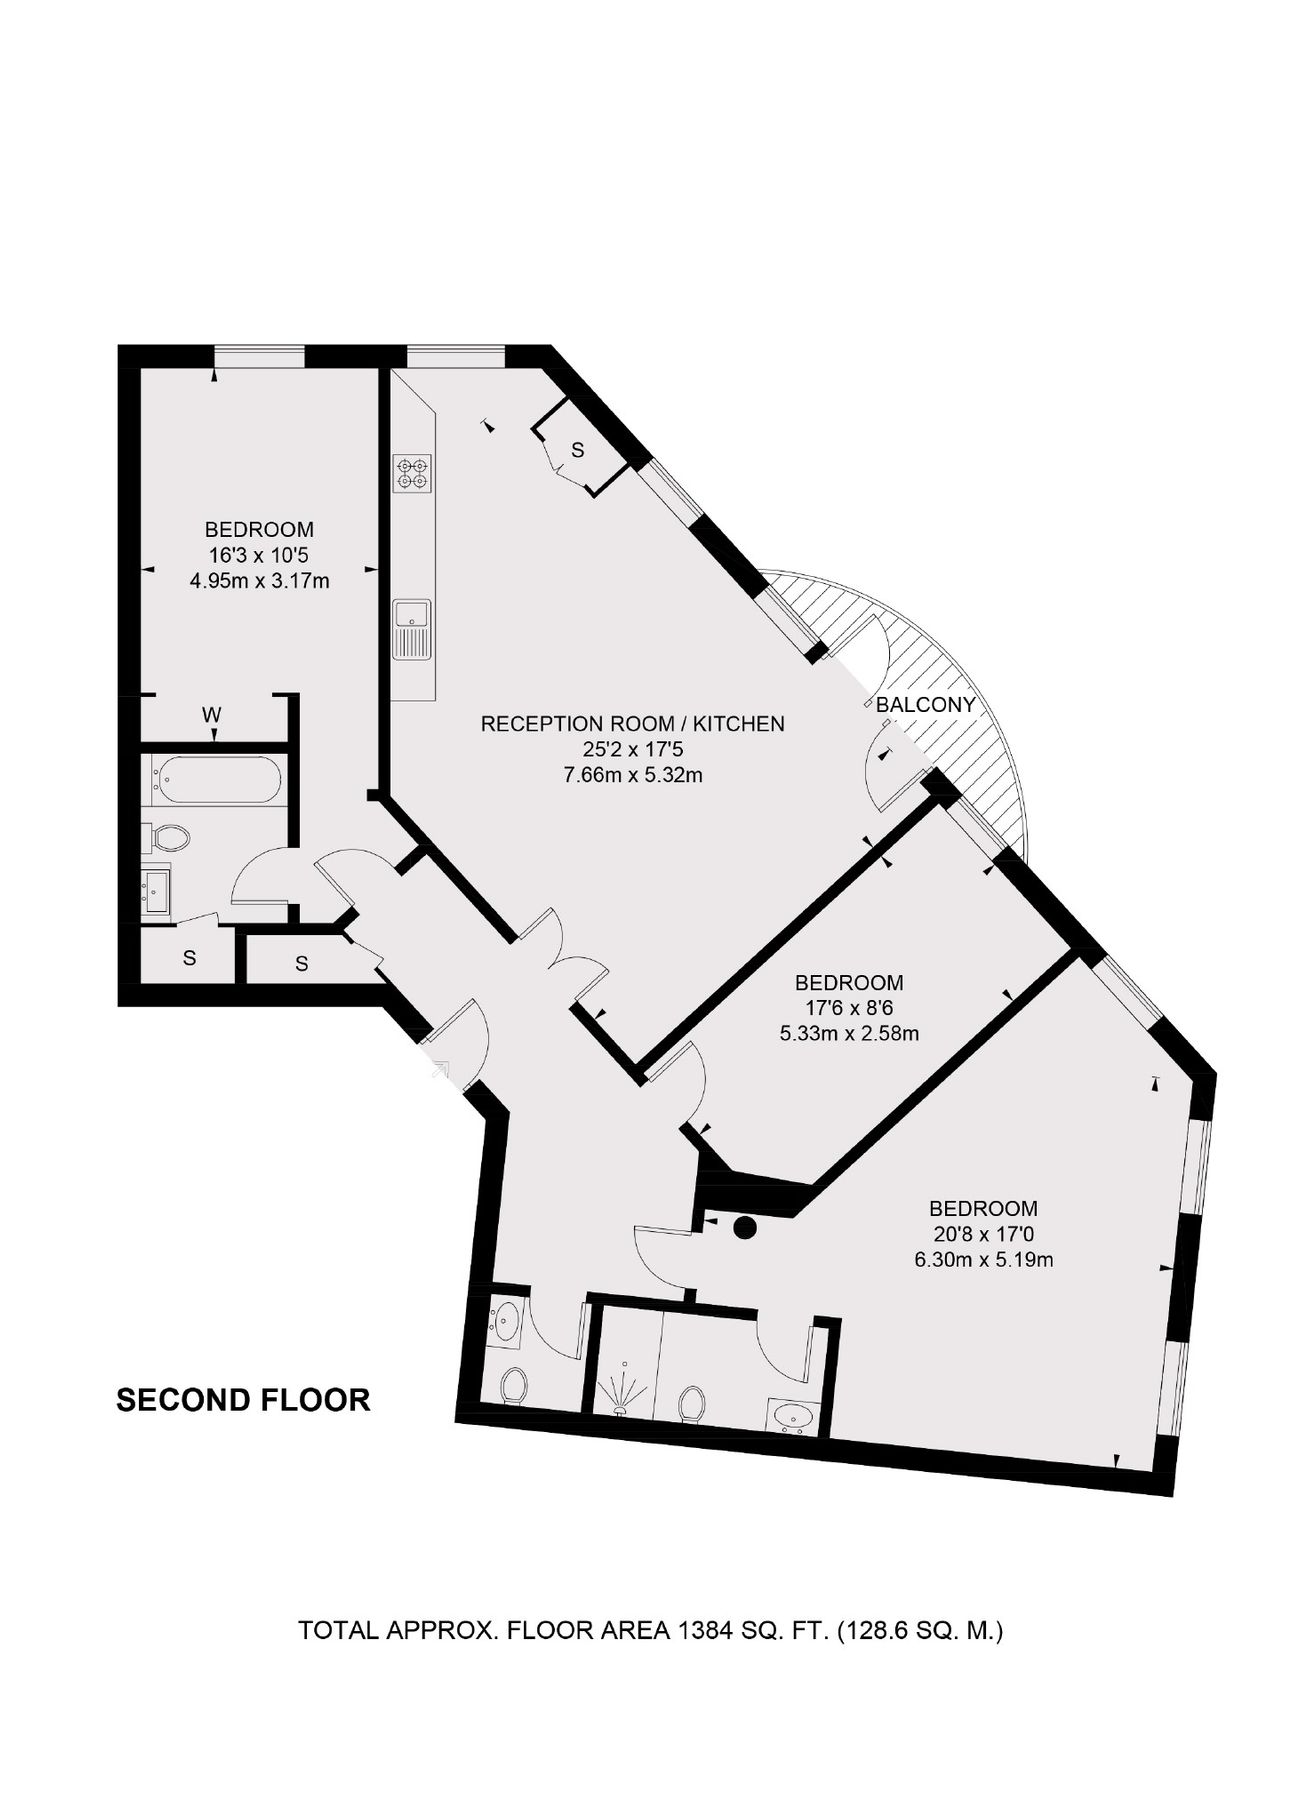 S
BEDROOM
16'3 x 10'5
4.95m x 3.17m
W
BALCONY
RECEPTION ROOM / KITCHEN
25'2 x 17'5
7.66m x 5.32m
S
S
BEDROOM
17'6 x 8'6
5.33m x 2.58m
BEDROOM
20'8 x 17'0
6.30m x 5.19m
SECOND FLOOR
TOTAL APPROX. FLOOR AREA 1384 SQ. FT. (128.6 SQ. M.)